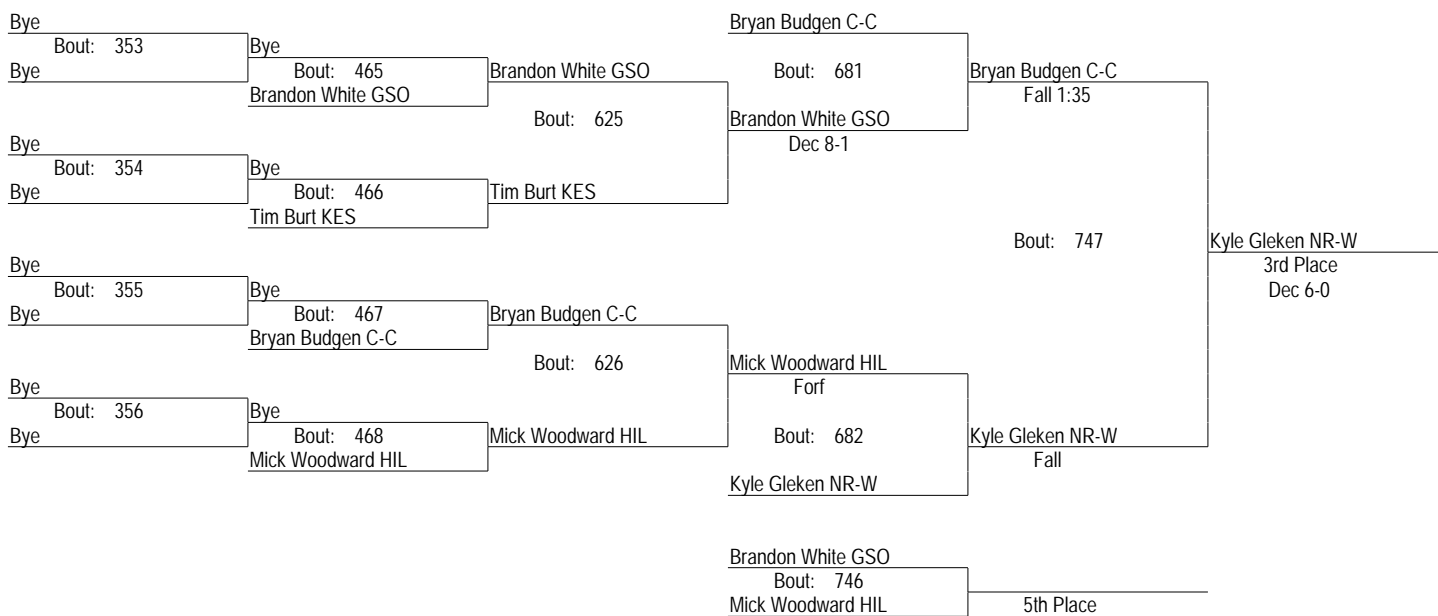 Bye
Bout: 353
Bye
Bye
Bout: 465
Brandon White GSO
Brandon White GSO
Bout: 625
Bye
Bout: 354
Bye
Bye
Bout: 466
Tim Burt KES
Tim Burt KES
Bye
Bout: 355
Bye
Bye
Bout: 467
Bryan Budgen C-C
Bryan Budgen C-C
Bout: 626
Bye
Bout: 356
Bye
Bye
Bout: 468
Mick Woodward HIL
Mick Woodward HIL
Bryan Budgen C-C
Bout: 681
Brandon White GSO
Dec 8-1
Bryan Budgen C-C
Fall 1:35
Mick Woodward HIL
Forf
Bout: 682
Kyle Gleken NR-W
Kyle Gleken NR-W
Fall
Bout: 747
Kyle Gleken NR-W
3rd Place
Dec 6-0
Brandon White GSO
Bout: 746
Mick Woodward HIL
5th Place